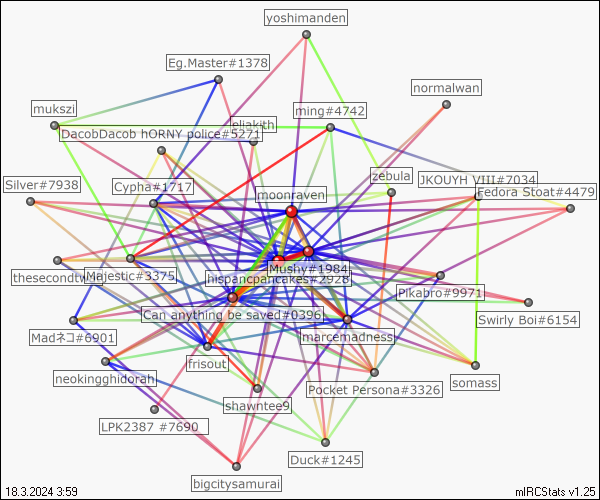 yoshimanden
Eg.Master#1378
normalwan
mukszi
ming#4742
eliakith
DacobDacob hORNY police#5271
zebula
JKOUYH VIII#7034
Silver#7938
Cypha#1717
Fedora Stoat#4479
moonraven
thesecondtw
Majestic#3375
Mushy#1984
hispancpancakes#2928
Pikabro#9971
Can anything be saved#0396
Swirly Boi#6154
Madネコ#6901
marcemadness
frisout
neokingghidorah
somass
Pocket Persona#3326
shawntee9
LPK2387 #7690
Duck#1245
bigcitysamurai
18.3.2024 3:59
mIRCStats v1.25